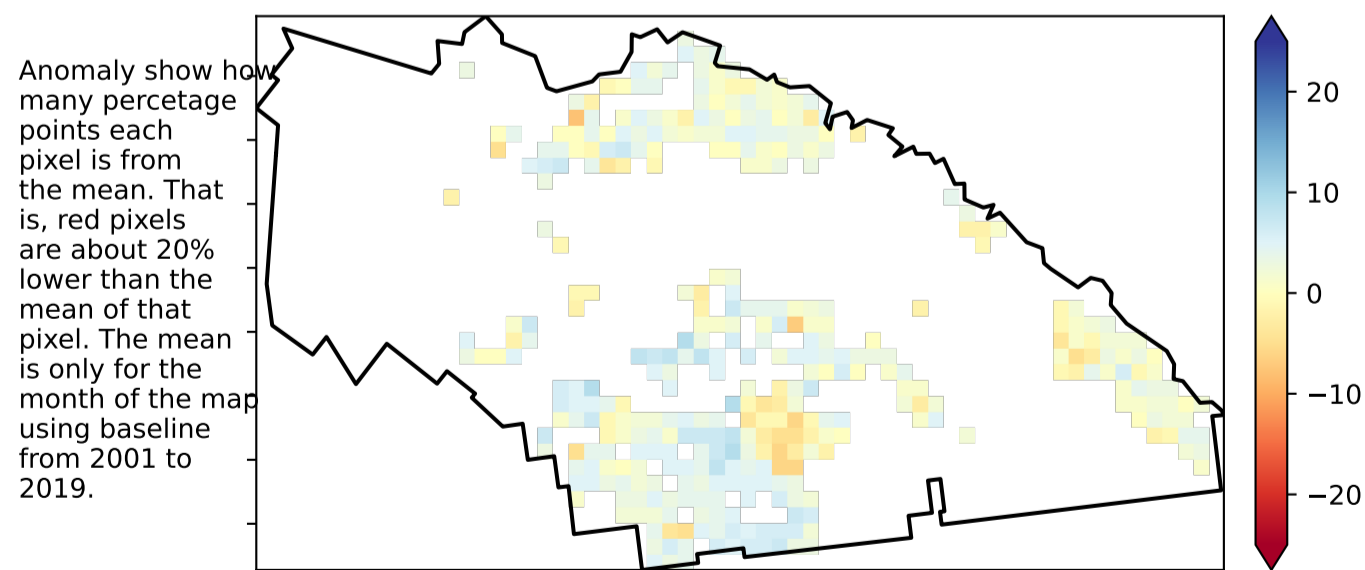 Anomaly show how
many percetage
points each
pixel is from
the mean. That
is, red pixels
are about 20%
lower than the
mean of that
pixel. The mean
is only for the
month of the map
using baseline
from 2001 to
2019.
20
10
0
−10
−20